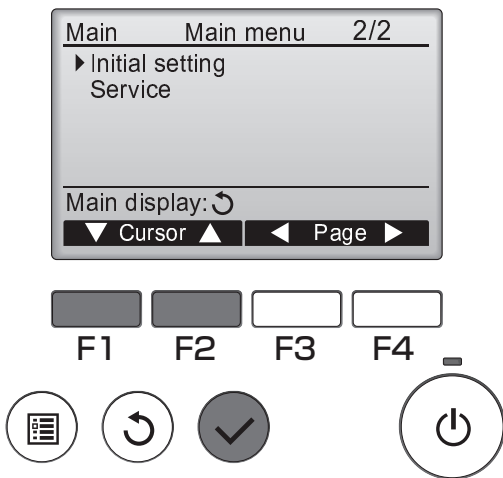 Main Main menu 2/2
Initial setting
Service
Main display:
Cursor Page
F1 F2 F3 F4